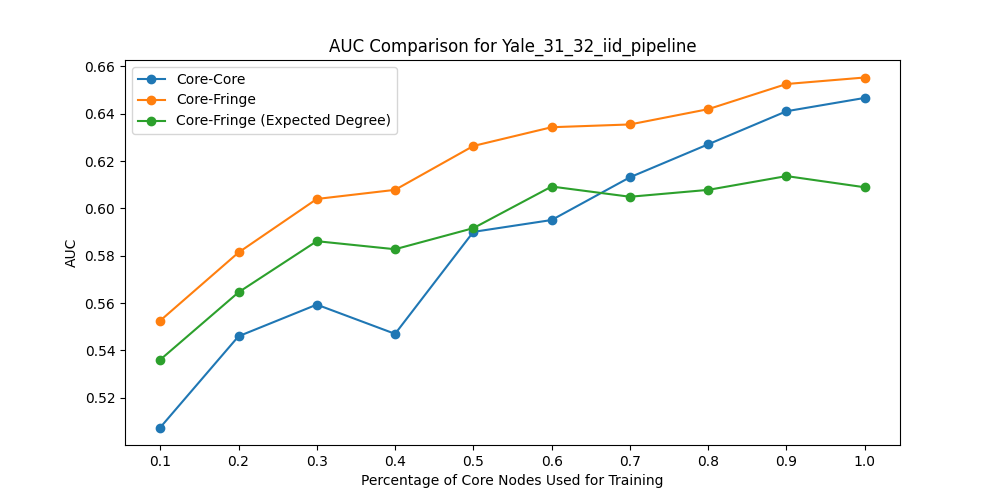 AUC Comparison for Yale_31_32_iid_pipeline
Core-Core
Core-Fringe
Core-Fringe (Expected Degree)
0.66
0.64
0.62
0.60
0.58
0.56
0.54
0.52
AUC
0.1 0.2 0.3 0.4 0.5 0.6 0.7 0.8 0.9 1.0
Percentage of Core Nodes Used for Training